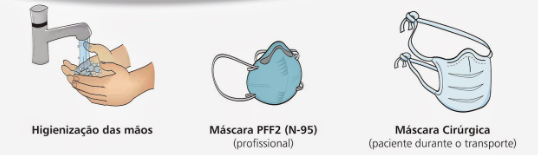 Higienização das mãos
Máscara PFF2 (N-95)
(profissional)
Máscara Cirúrgica
(paciente durante o transporte)